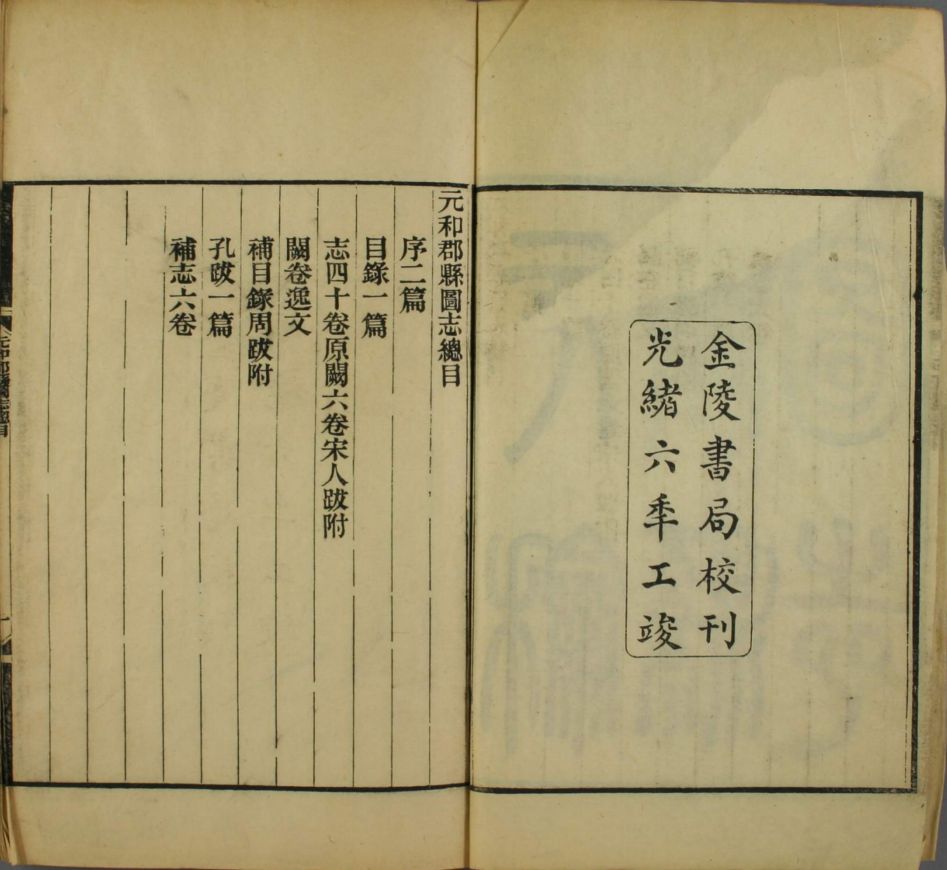 金陵書局校刊
光緒六秊工竣
元和郡縣圖志總目
序二篇
目錄一篇
志四十卷原闕六卷宋人跋附
闕卷逸文
補目錄周跋附
孔跋一篇
補志六卷